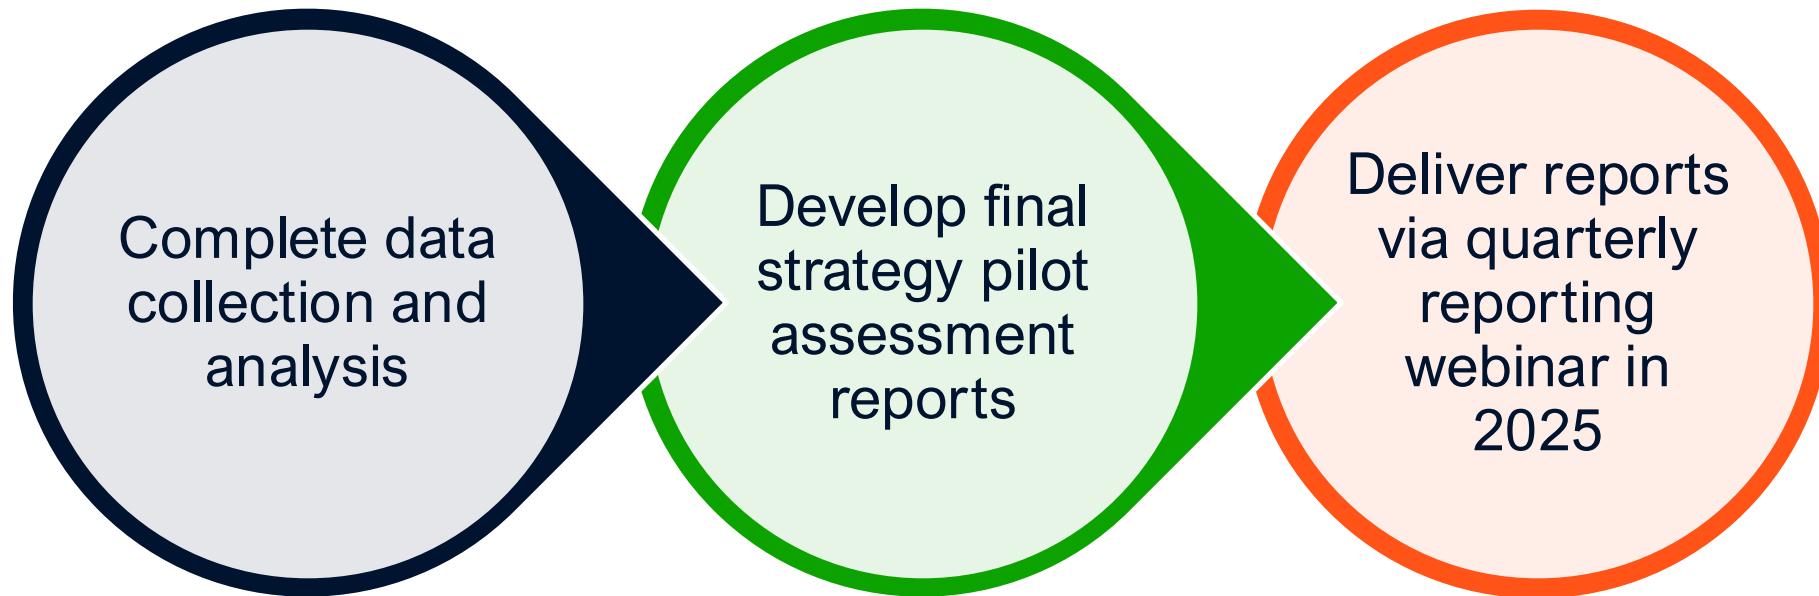 Complete data
collection and
analysis
Develop final
strategy pilot
assessment
reports
Deliver reports
via quarterly
reporting
webinar in
2025